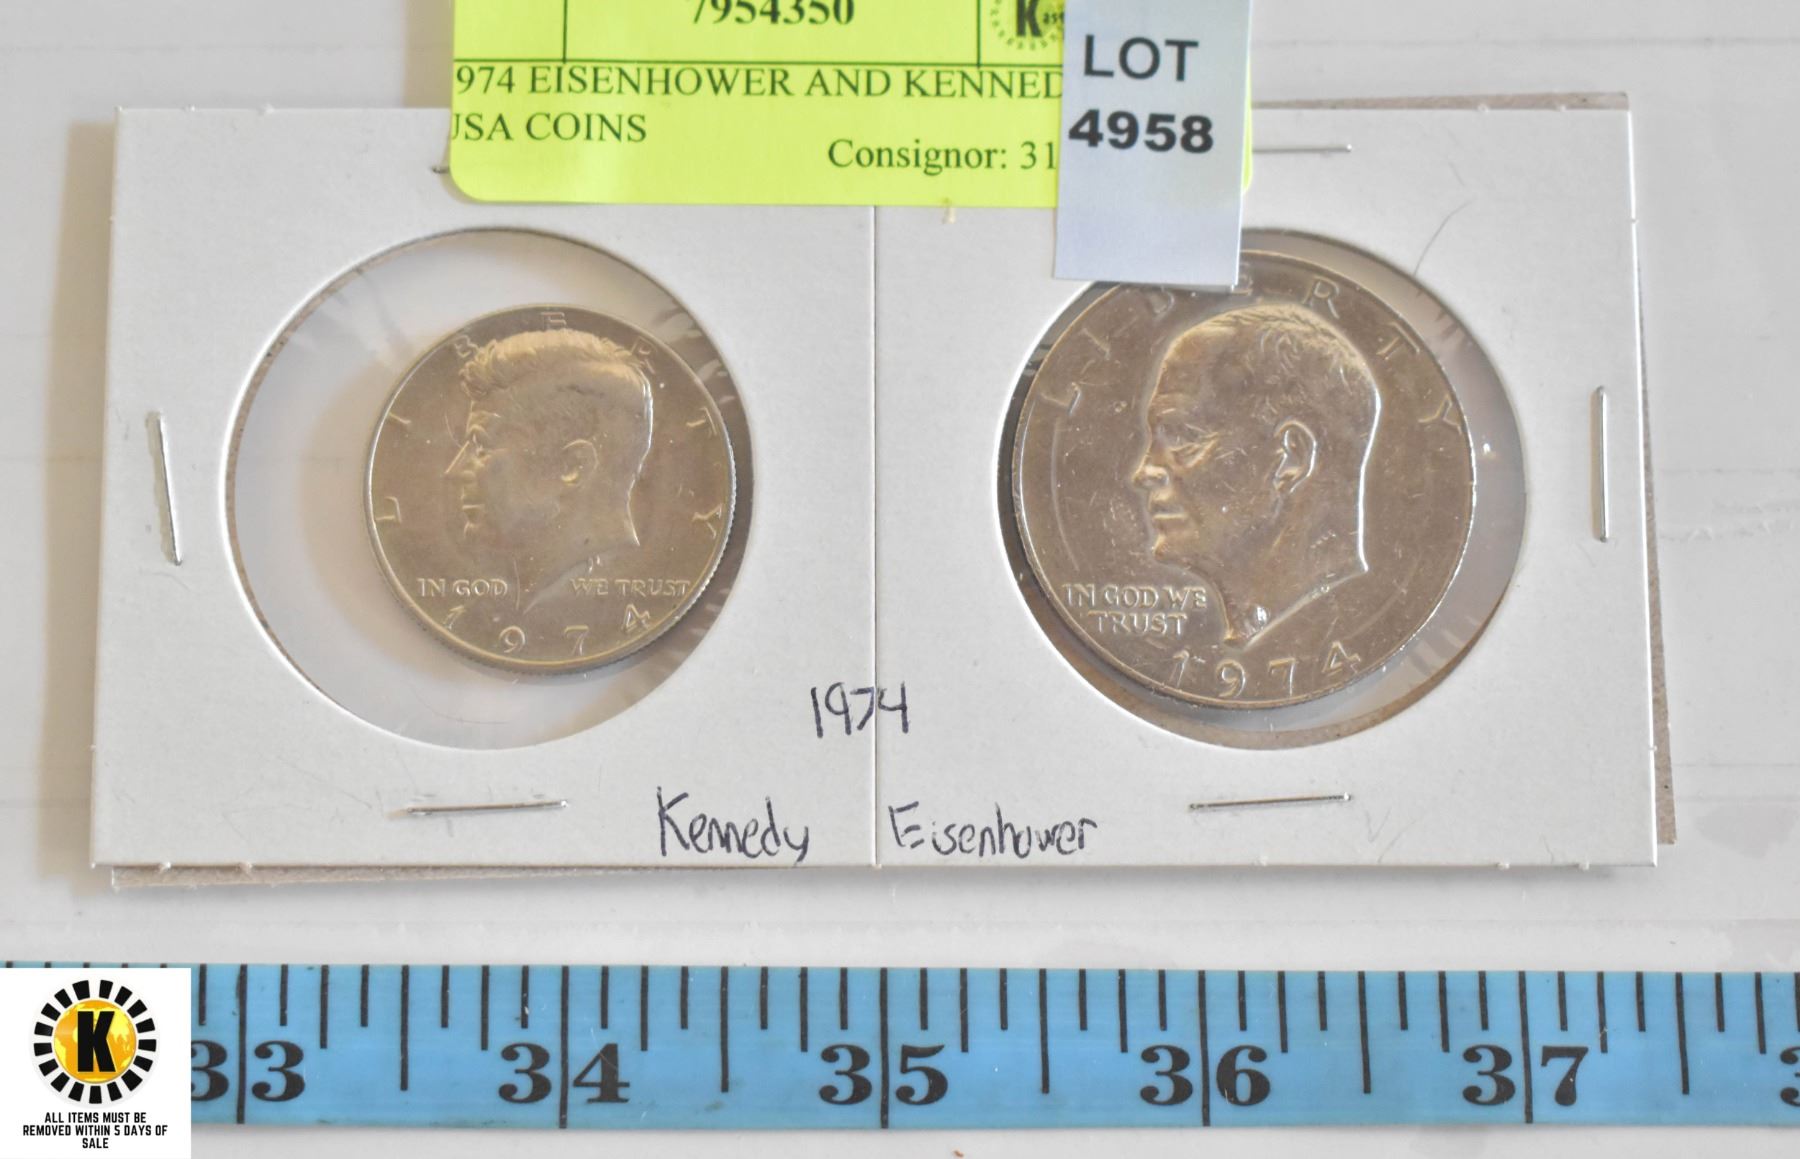 7954350
K
974 EISENHOWER AND KENNED
USA COINS
Consignor: 31
LOT
4958
LIBERTY
IN GOD WE TRUST
1974
LIBERTY
IN GOD WE
TRUST
1974
1974
Kennedy
Eisenhower
33 34 35 36 37
K
ALL ITEMS MUST BE
REMOVED WITHIN 5 DAYS OF
SALE